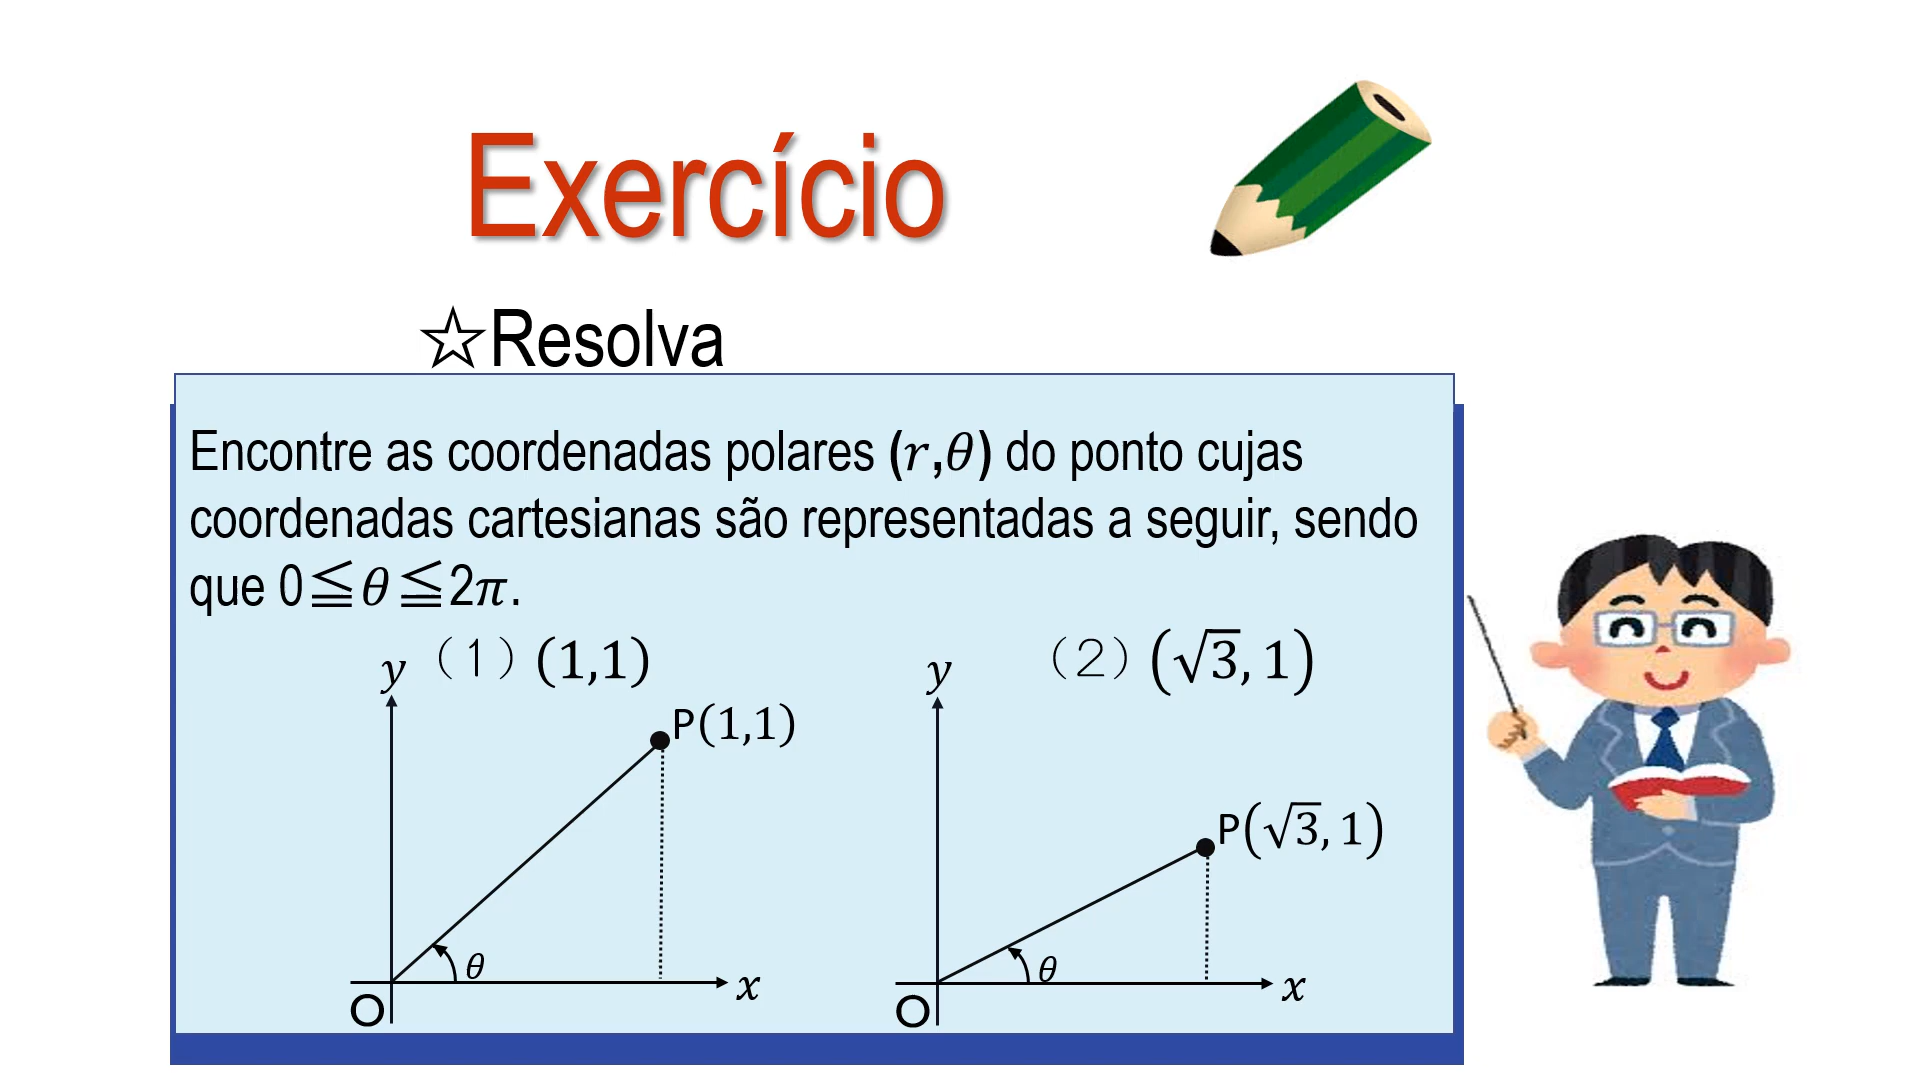 Exercício
☆Resolva
Encontre as coordenadas polares (r,θ) do ponto cujas
coordenadas cartesianas são representadas a seguir, sendo
que 0≦θ≦2π.
(1) (1,1)
y
P(1,1)
θ
x
O
(2) (√3, 1)
y
P(√3, 1)
θ
x
O